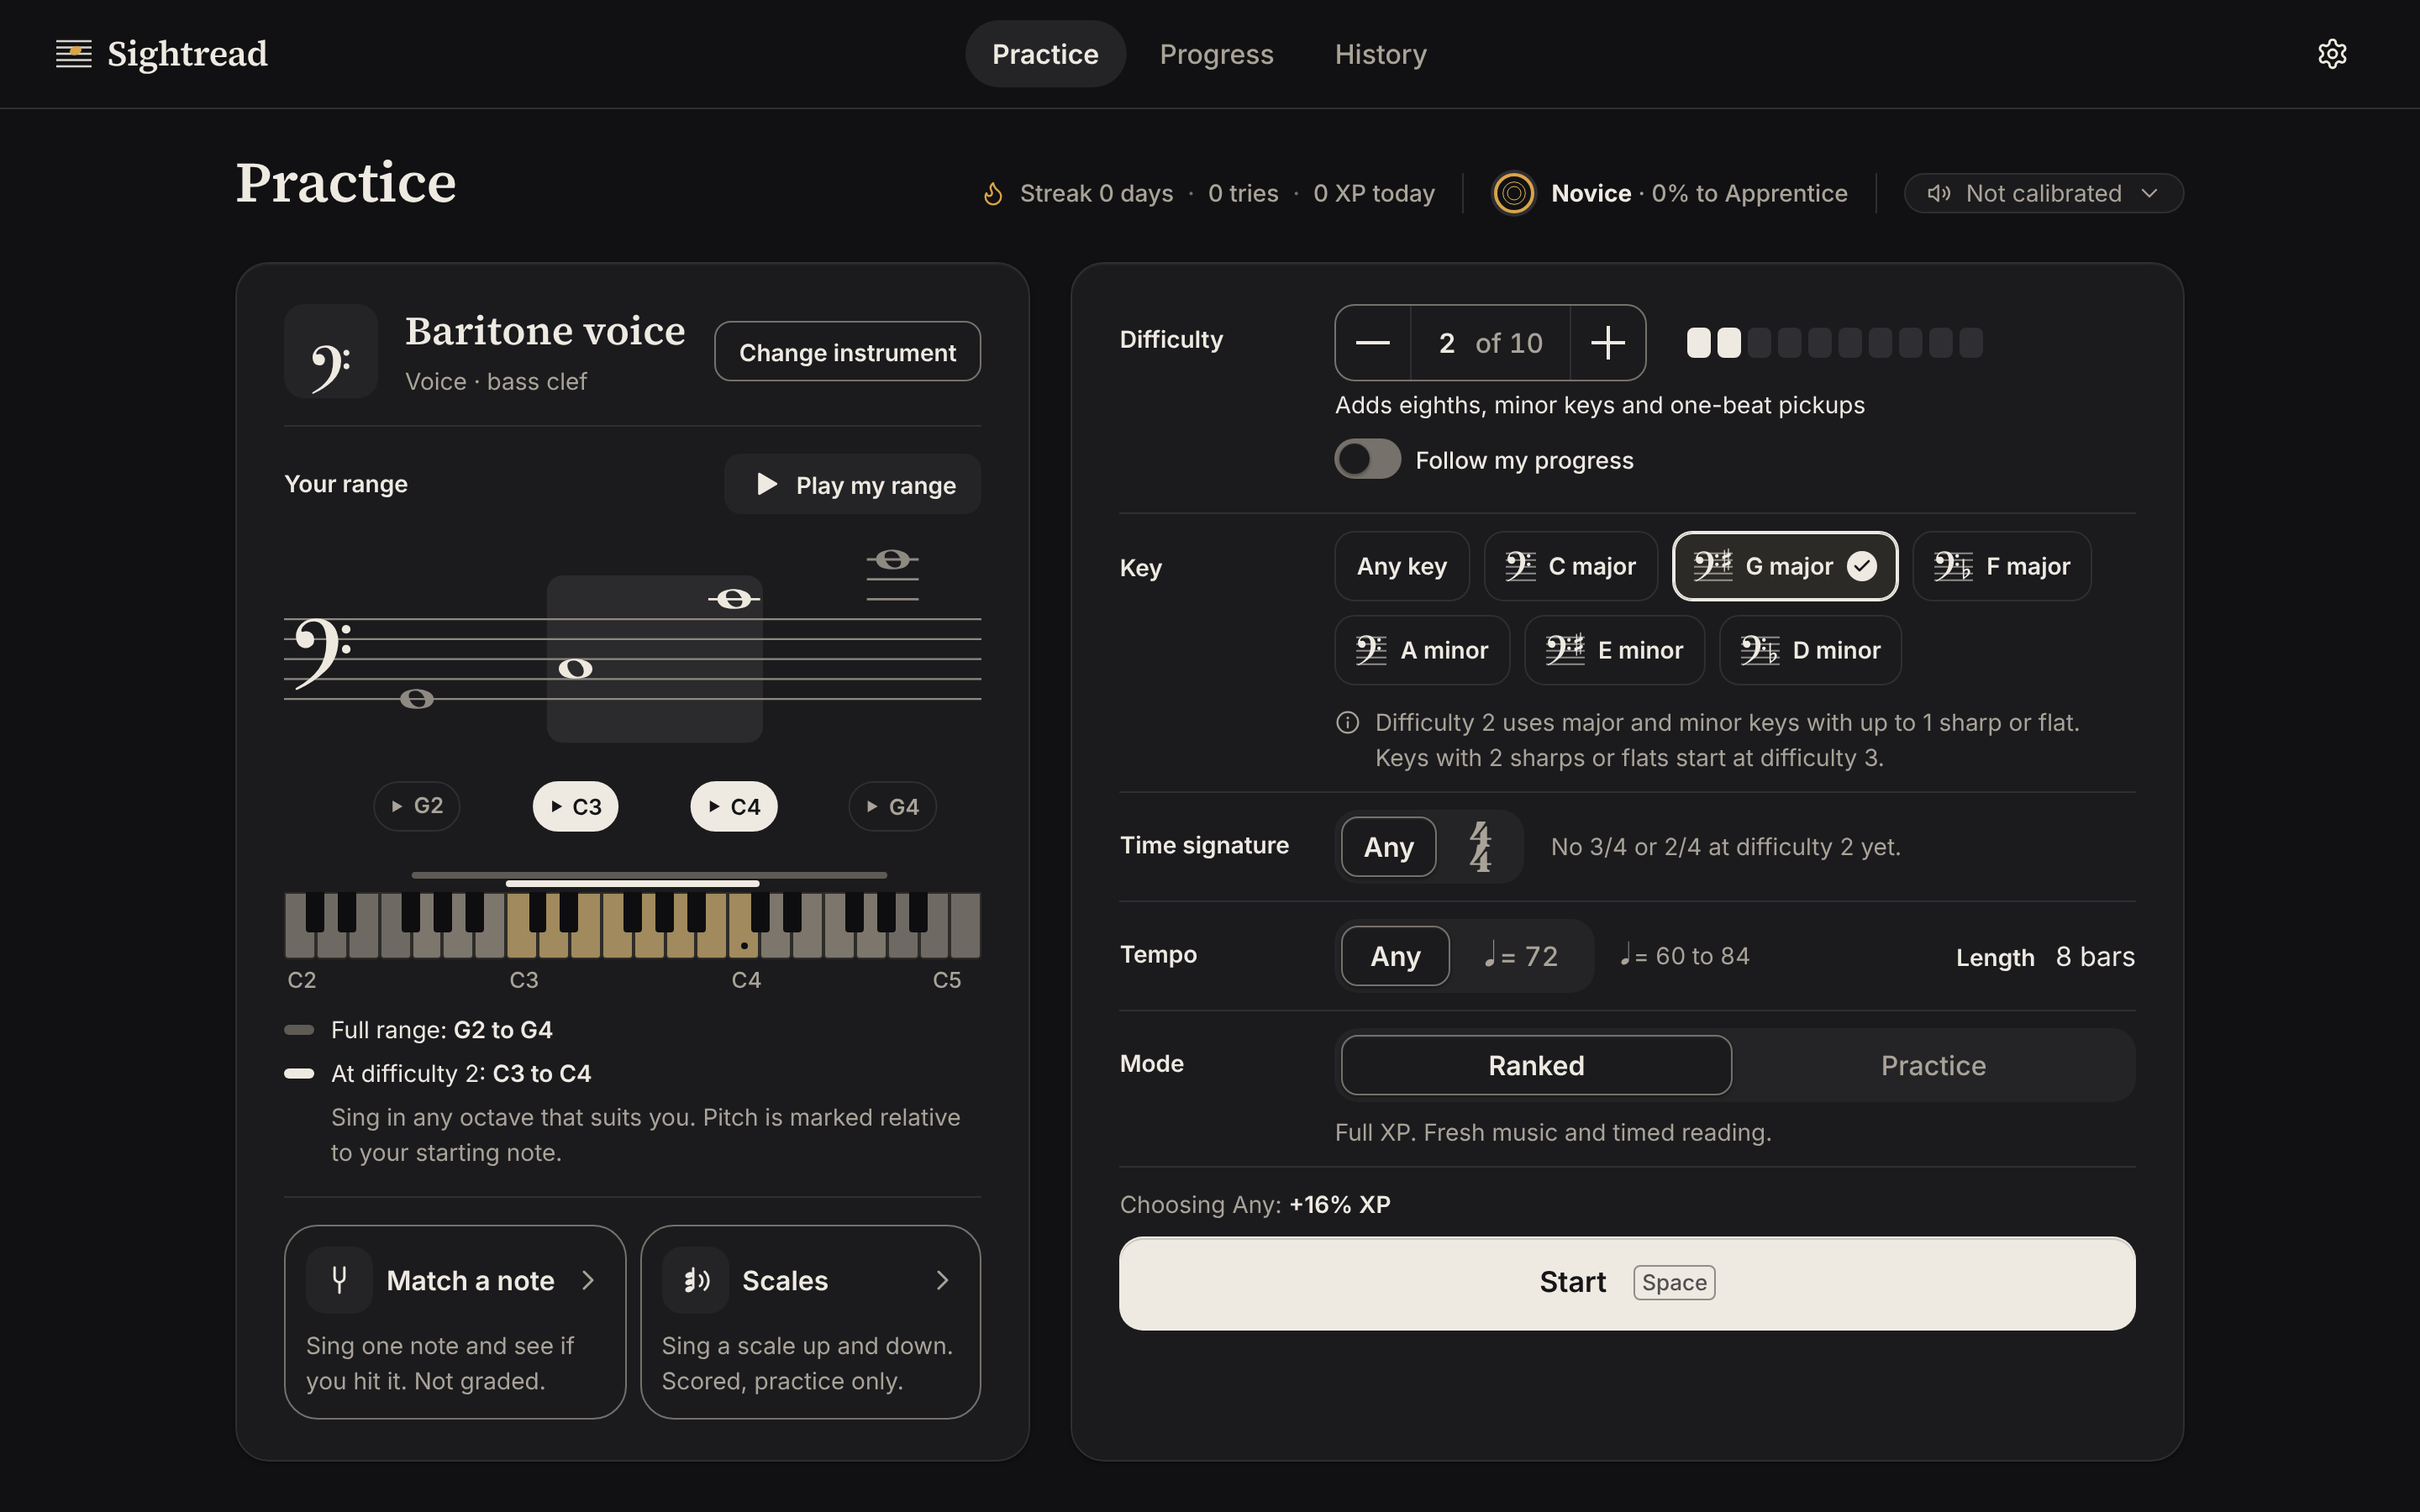 Sightread
Practice
Progress
History
Practice
Streak 0 days · 0 tries · 0 XP today
Novice · 0% to Apprentice
Not calibrated
Baritone voice
Voice · bass clef
Change instrument
Your range
Play my range
G2
C3
C4
G4
C2
C3
C4
C5
Full range: G2 to G4
At difficulty 2: C3 to C4
Sing in any octave that suits you. Pitch is marked relative
to your starting note.
Match a note
Sing one note and see if
you hit it. Not graded.
Scales
Sing a scale up and down.
Scored, practice only.
Difficulty
2 of 10
Adds eighths, minor keys and one-beat pickups
Follow my progress
Key
Any key
C major
G major
F major
A minor
E minor
D minor
Difficulty 2 uses major and minor keys with up to 1 sharp or flat.
Keys with 2 sharps or flats start at difficulty 3.
Time signature
Any
4
4
No 3/4 or 2/4 at difficulty 2 yet.
Tempo
Any
= 72
= 60 to 84
Length 8 bars
Mode
Ranked
Practice
Full XP. Fresh music and timed reading.
Choosing Any: +16% XP
Start
Space